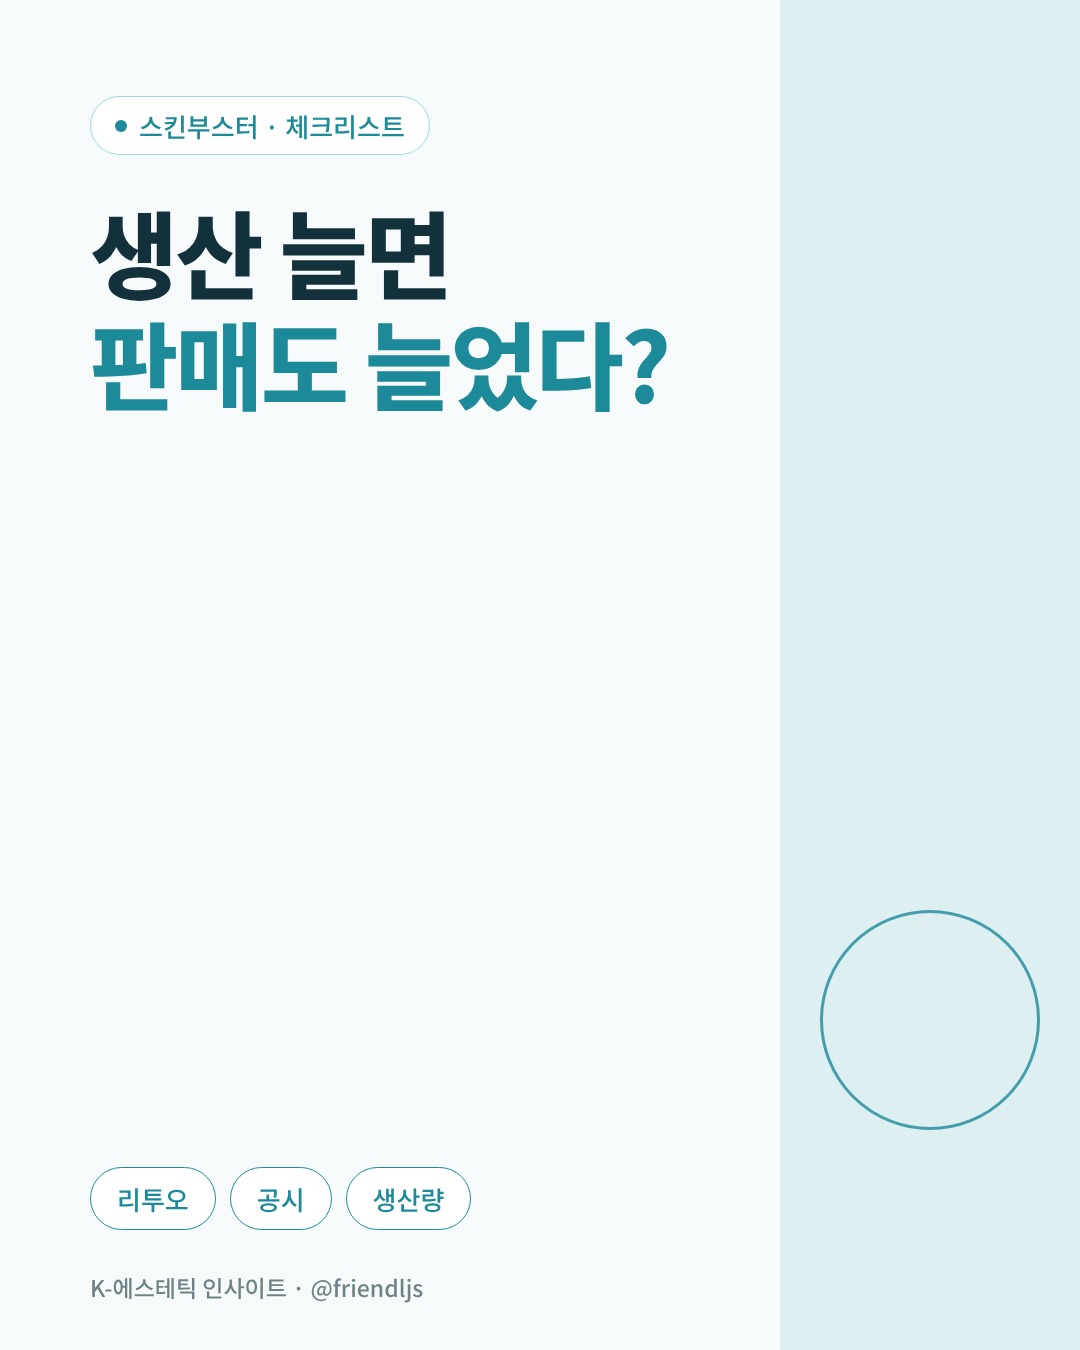 스킨부스터 · 체크리스트
생산 늘면
판매도 늘었다?
리투오 공시 생산량
K-에스테틱 인사이트 · @friendljs